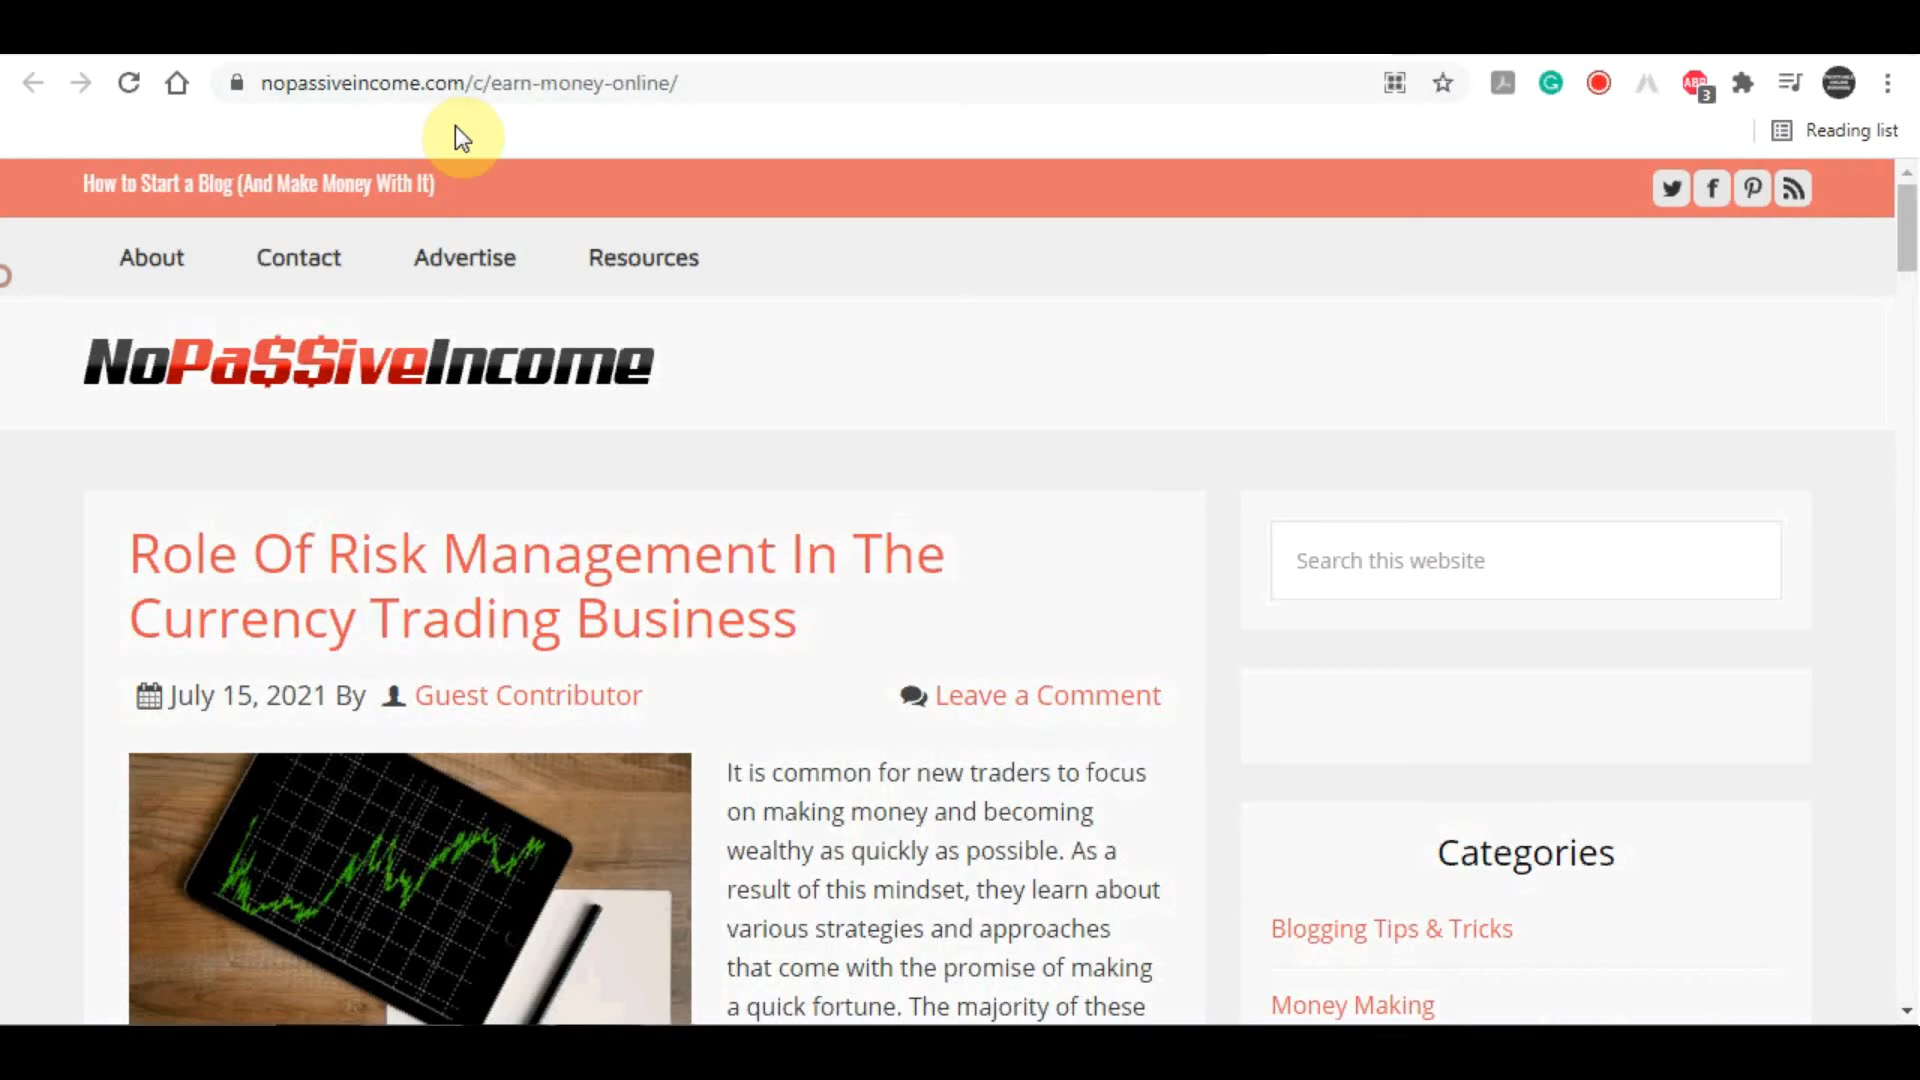 nopassiveincome.com/c/earn-money-online/
ABP
3
Reading list
How to Start a Blog (And Make Money With It)
About
Contact
Advertise
Resources
NoPa$$iveIncome
Role Of Risk Management In The
Currency Trading Business
July 15, 2021 By Guest Contributor
Leave a Comment
It is common for new traders to focus
on making money and becoming
wealthy as quickly as possible. As a
result of this mindset, they learn about
various strategies and approaches
that come with the promise of making
a quick fortune. The majority of these
Search this website
Categories
Blogging Tips & Tricks
Money Making